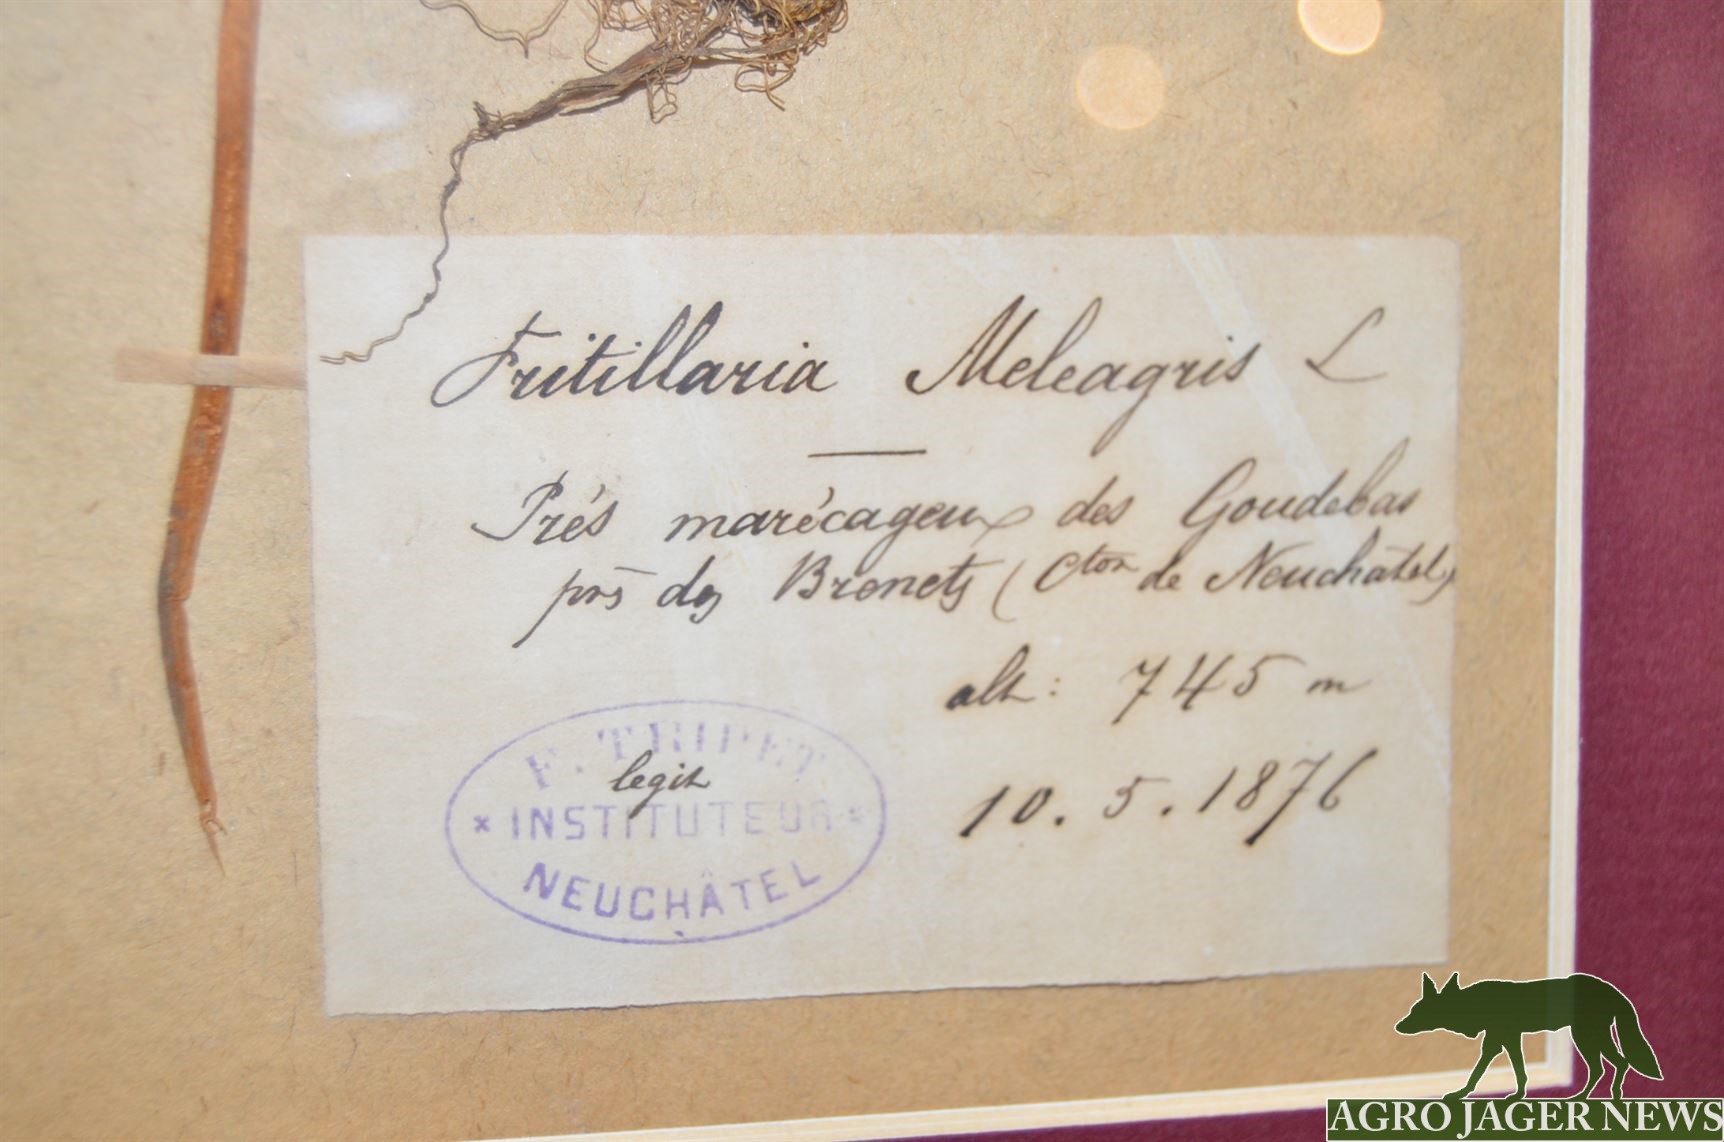 Fritillaria Meleagris L
Prés marécageux des Goudebas
près des Brenets (Cton de Neuchâtel)
alt: 745 m
10.5.1876
F. TRIPET
legit
* INSTITUTEUR *
NEUCHÂTEL
AGRO JAGER NEWS